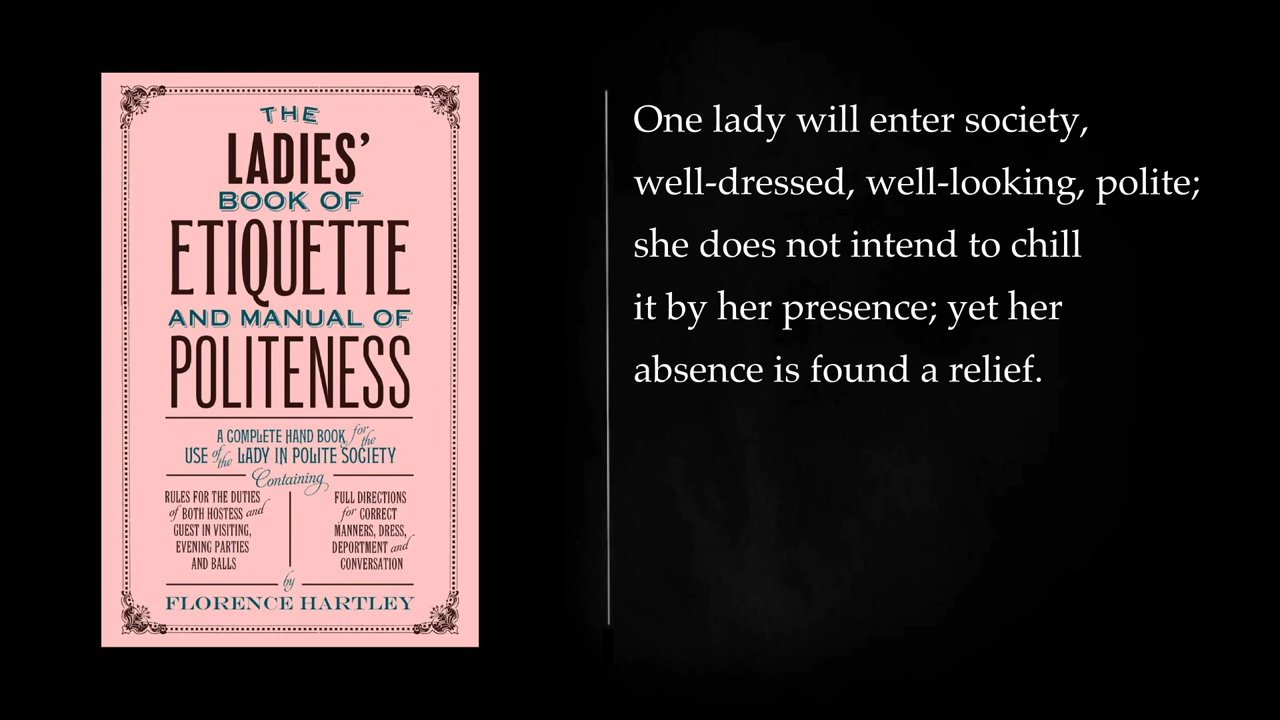 THE
LADIES'
BOOK OF
ETIQUETTE
AND MANUAL OF
POLITENESS
A COMPLETE HAND BOOK for the
USE of the LADY IN POLITE SOCIETY
Containing
RULES FOR THE DUTIES
of BOTH HOSTESS and
GUEST IN VISITING,
EVENING PARTIES
AND BALLS
FULL DIRECTIONS
for CORRECT
MANNERS, DRESS,
DEPORTMENT and
CONVERSATION
by
FLORENCE HARTLEY
One lady will enter society,
well-dressed, well-looking, polite;
she does not intend to chill
it by her presence; yet her
absence is found a relief.